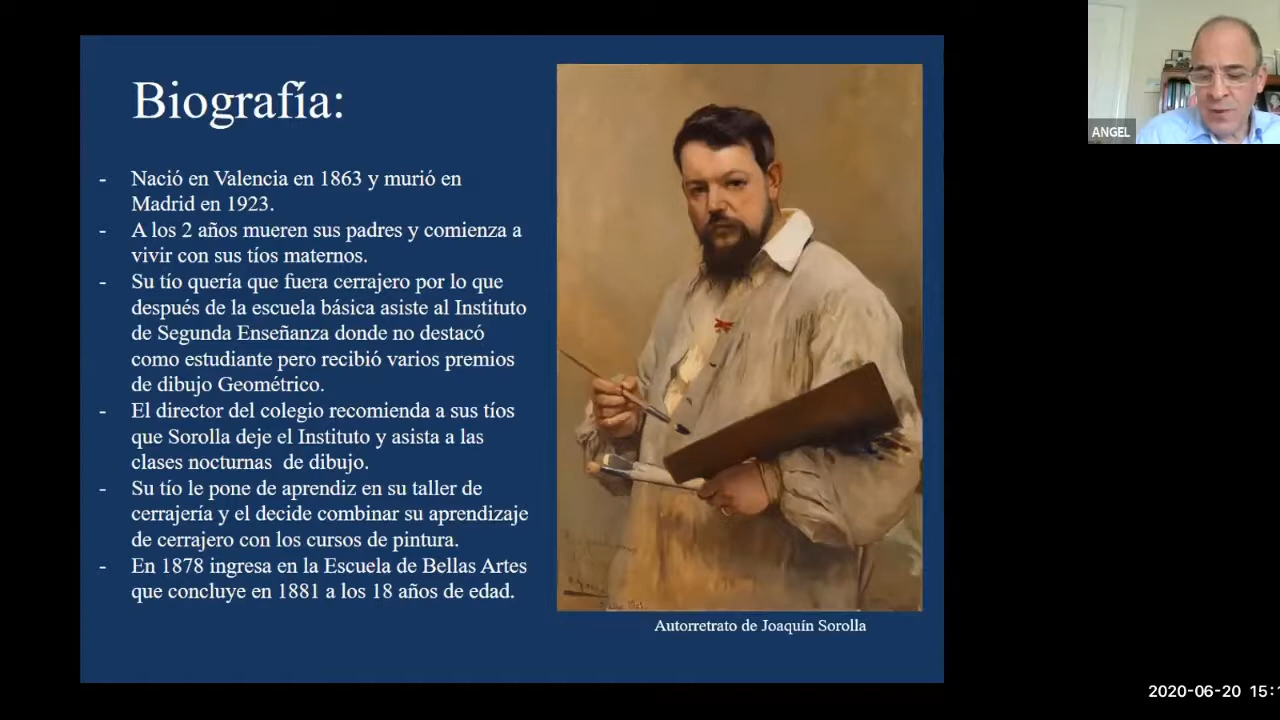 Biografía:
- Nació en Valencia en 1863 y murió en
Madrid en 1923.
- A los 2 años mueren sus padres y comienza a
vivir con sus tíos maternos.
- Su tío quería que fuera cerrajero por lo que
después de la escuela básica asiste al Instituto
de Segunda Enseñanza donde no destacó
como estudiante pero recibió varios premios
de dibujo Geométrico.
- El director del colegio recomienda a sus tíos
que Sorolla deje el Instituto y asista a las
clases nocturnas de dibujo.
- Su tío le pone de aprendiz en su taller de
cerrajería y el decide combinar su aprendizaje
de cerrajero con los cursos de pintura.
- En 1878 ingresa en la Escuela de Bellas Artes
que concluye en 1881 a los 18 años de edad.
Autorretrato de Joaquín Sorolla
ANGEL
2020-06-20 15: